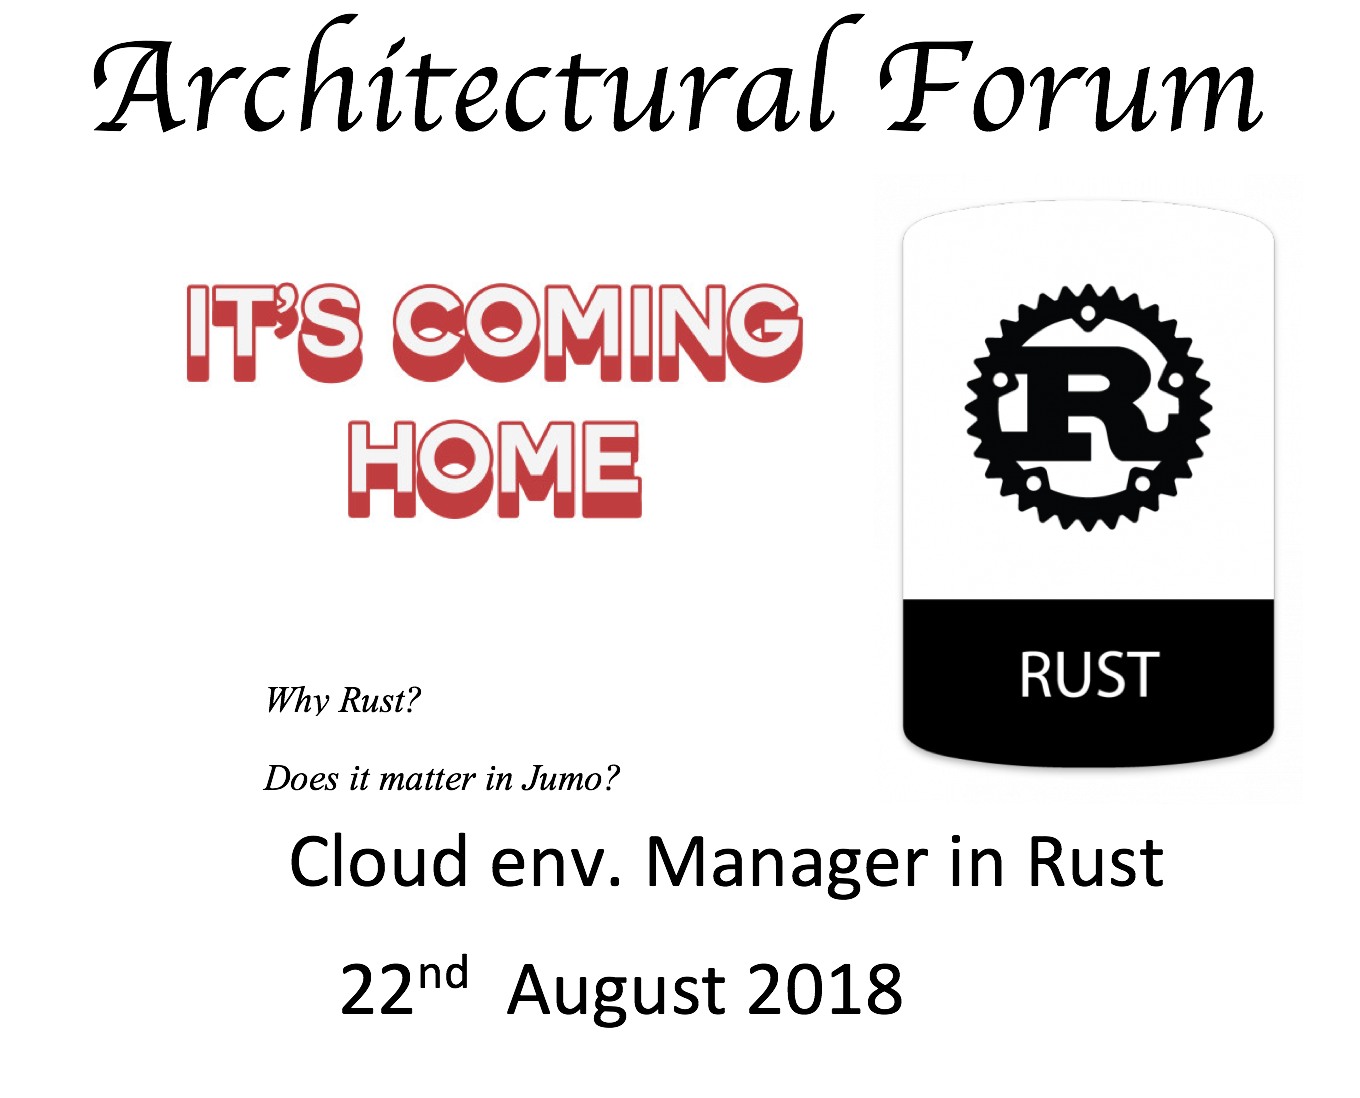 Architectural Forum
IT'S COMING
HOME
R
RUST
Why Rust?
Does it matter in Jumo?
Cloud env. Manager in Rust
22nd August 2018